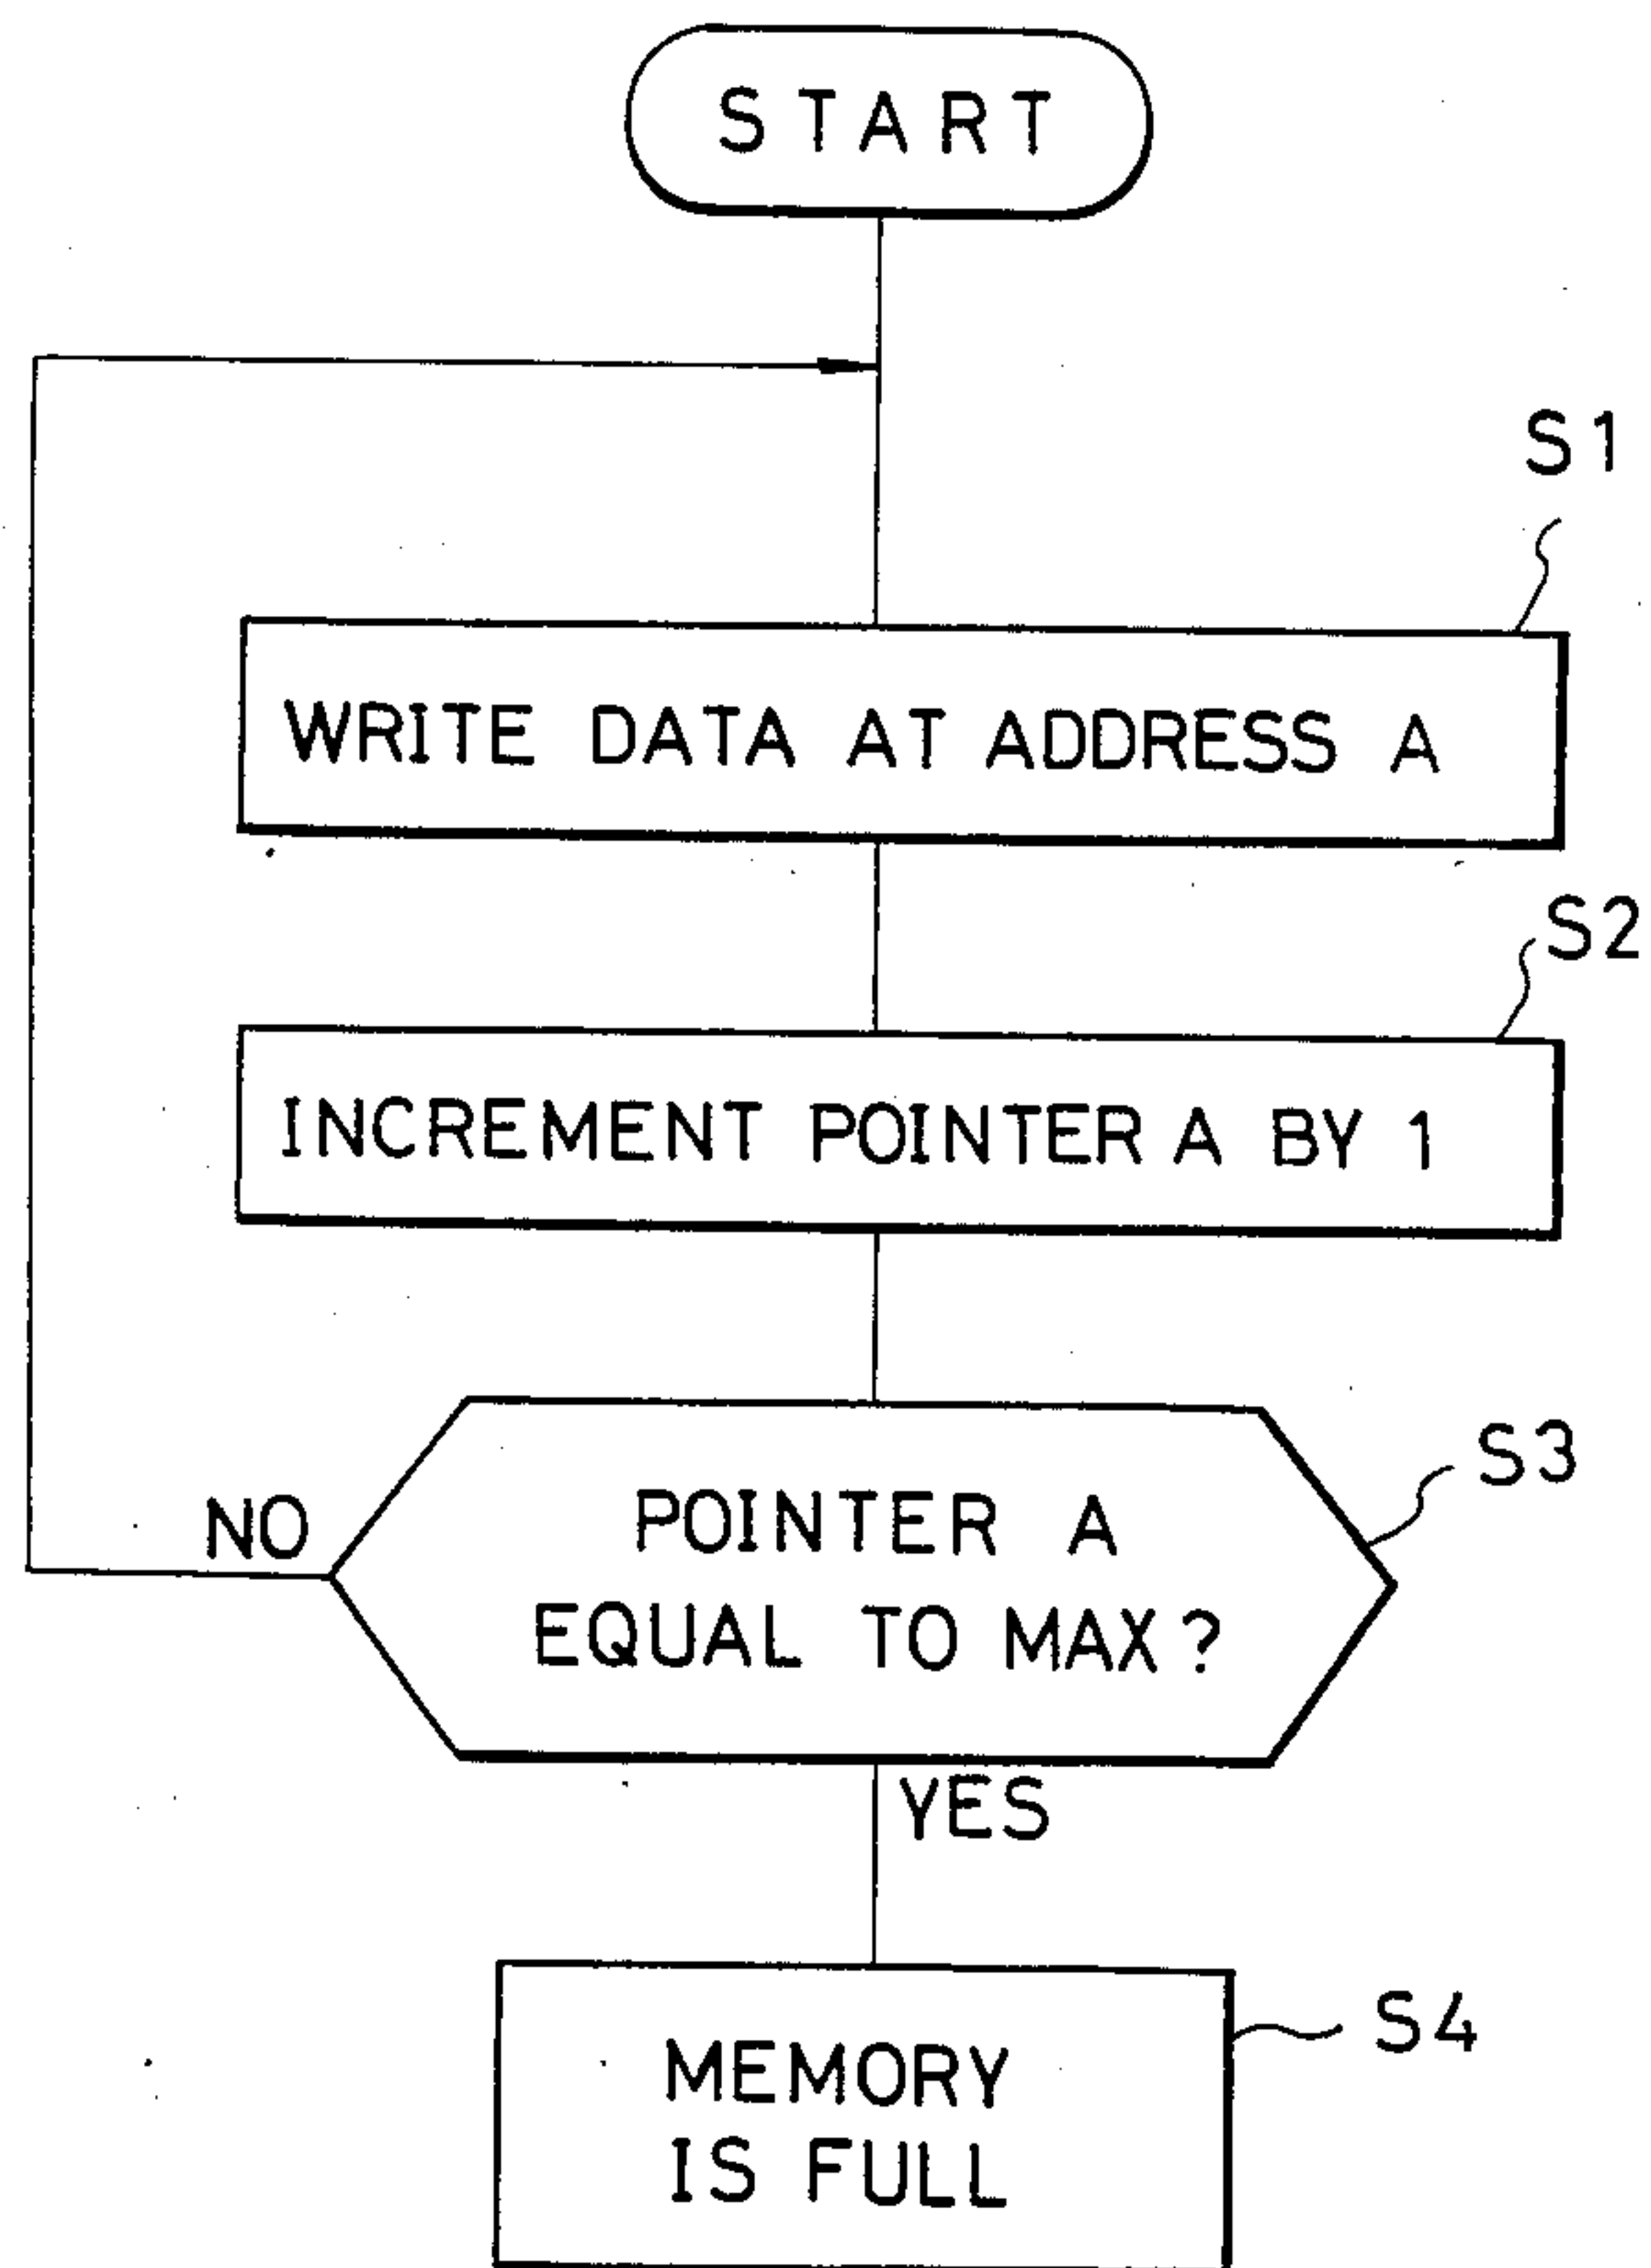 START
S1
WRITE DATA AT ADDRESS A
S2
INCREMENT POINTER A BY 1
S3
NO
POINTER A
EQUAL TO MAX?
YES
S4
MEMORY
IS FULL